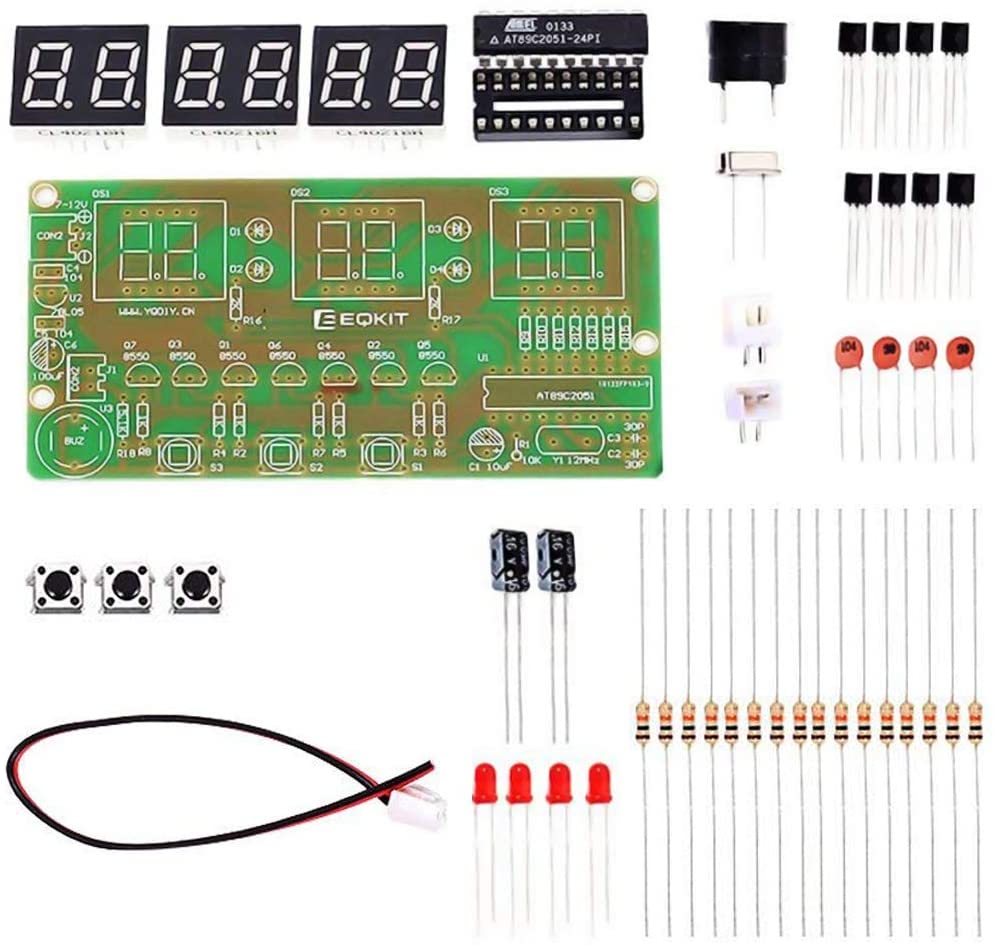 ATMEL 0133
AT89C2051-24PI
CL4021BH
CL4021BH
CL4021BH
DS1
DS2
DS3
7-12V
CON2
J2
D1
D3
C4
104
D2
D4
U2
78L05
R16
R17
WWW.YQDIY.CN
EQKIT
C5 104
C6
100uF
Q7
Q3
Q1
Q6
Q4
Q2
Q5
8550
8550
8550
8550
8550
8550
8550
U1
CON2
J1
U3
AT89C2051
BUZ
R18
R8
R4
R2
R7
R5
R3
R6
S3
S2
S1
C1 10uF
R1
10K
Y1 12MHz
30P
C3
C2
30P
104
30
104
30
16 V